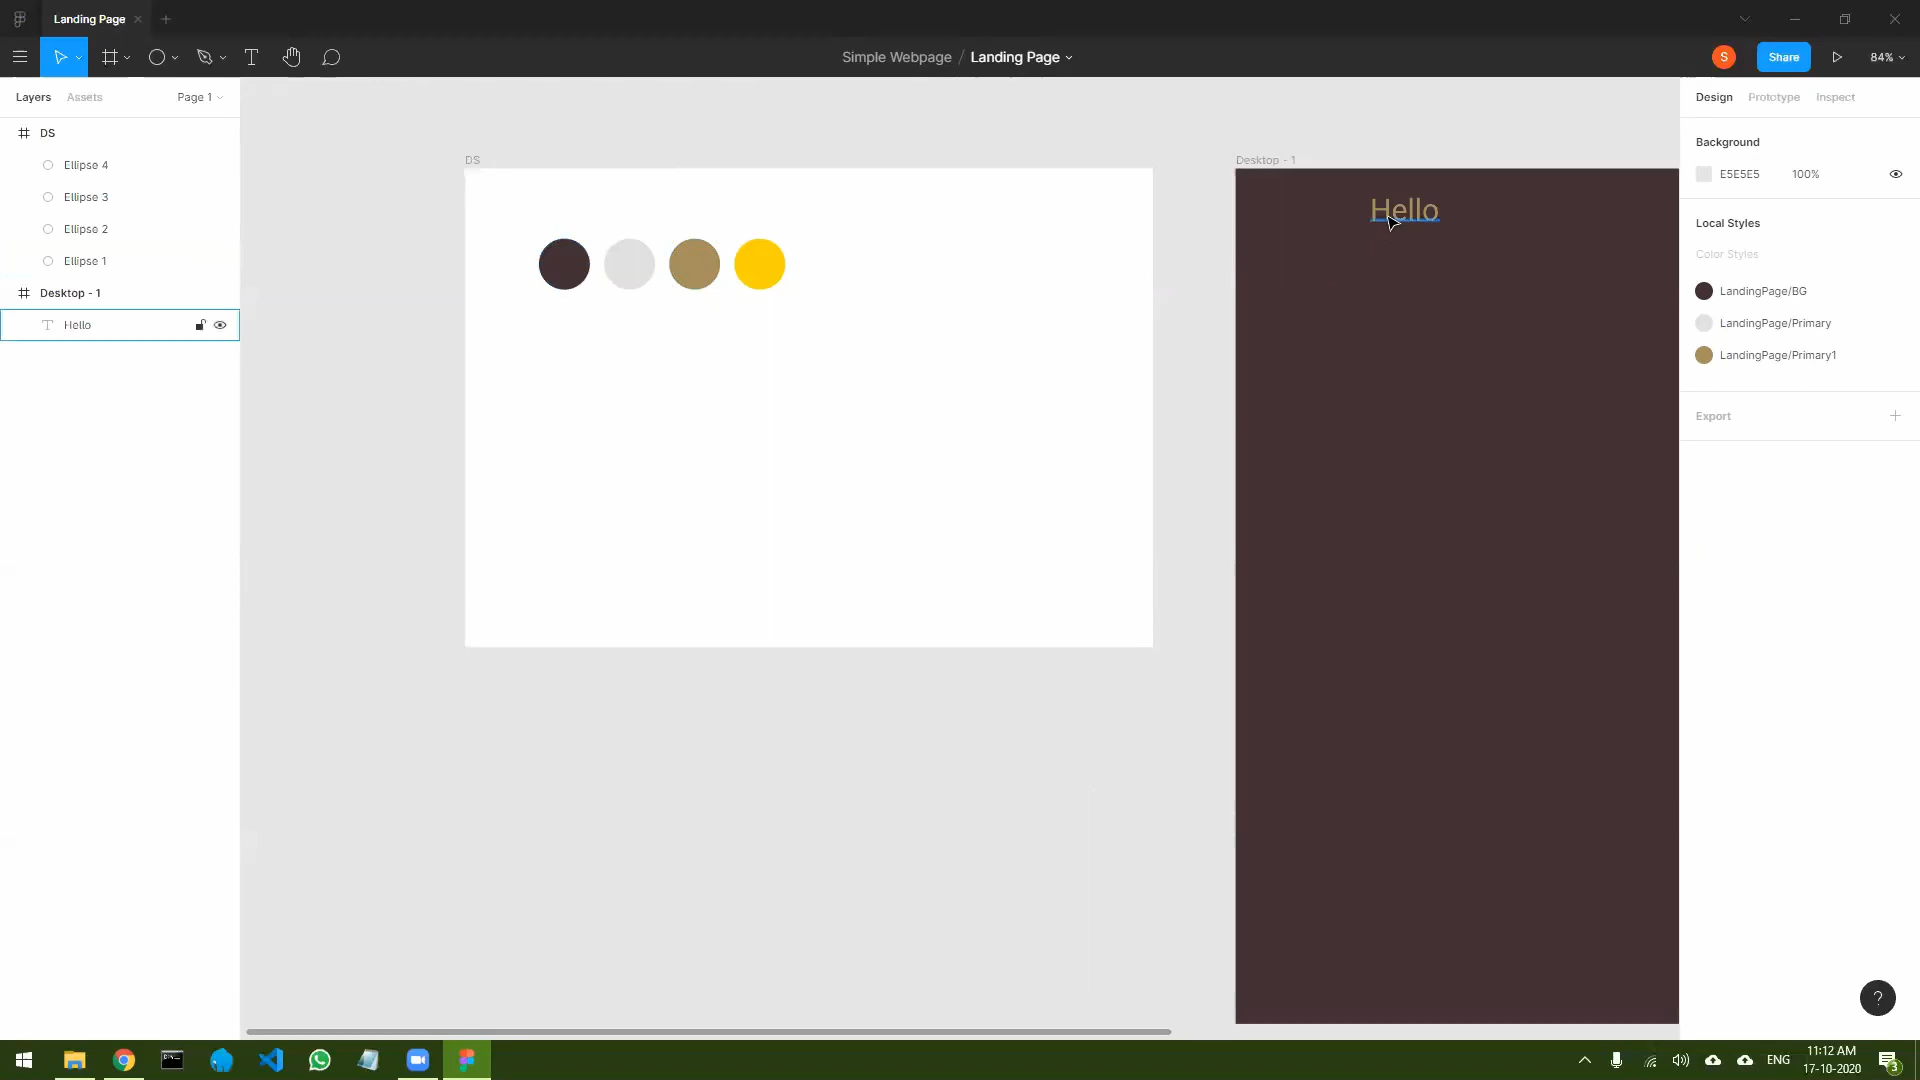 Landing Page
Simple Webpage / Landing Page
S
Share
84%
Layers
Assets
Page 1
DS
Ellipse 4
Ellipse 3
Ellipse 2
Ellipse 1
Desktop - 1
Hello
DS
Desktop - 1
Hello
Design
Prototype
Inspect
Background
E5E5E5
100%
Local Styles
Color Styles
LandingPage/BG
LandingPage/Primary
LandingPage/Primary1
Export
?
ENG
11:12 AM
17-10-2020
3